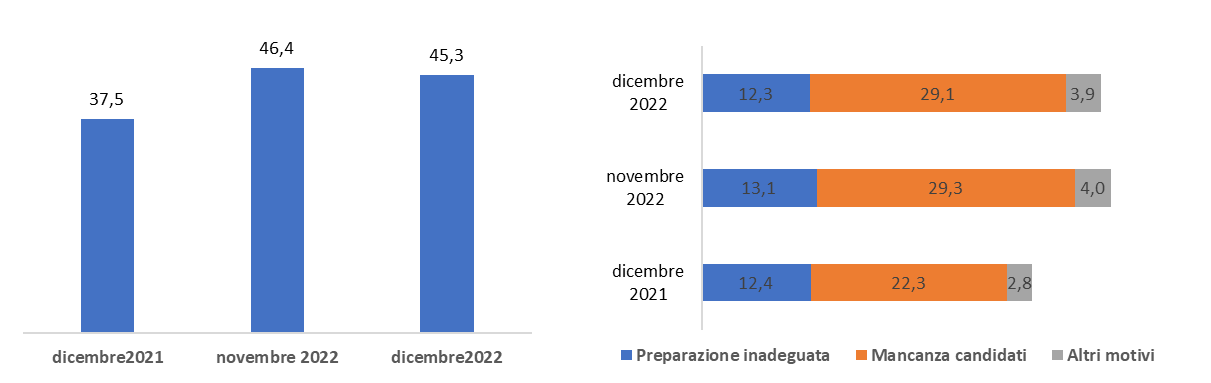 46,4
45,3
37,5
dicembre2021
novembre 2022
dicembre2022
dicembre
2022
12,3
29,1
3,9
novembre
2022
13,1
29,3
4,0
dicembre
2021
12,4
22,3
2,8
Preparazione inadeguata
Mancanza candidati
Altri motivi